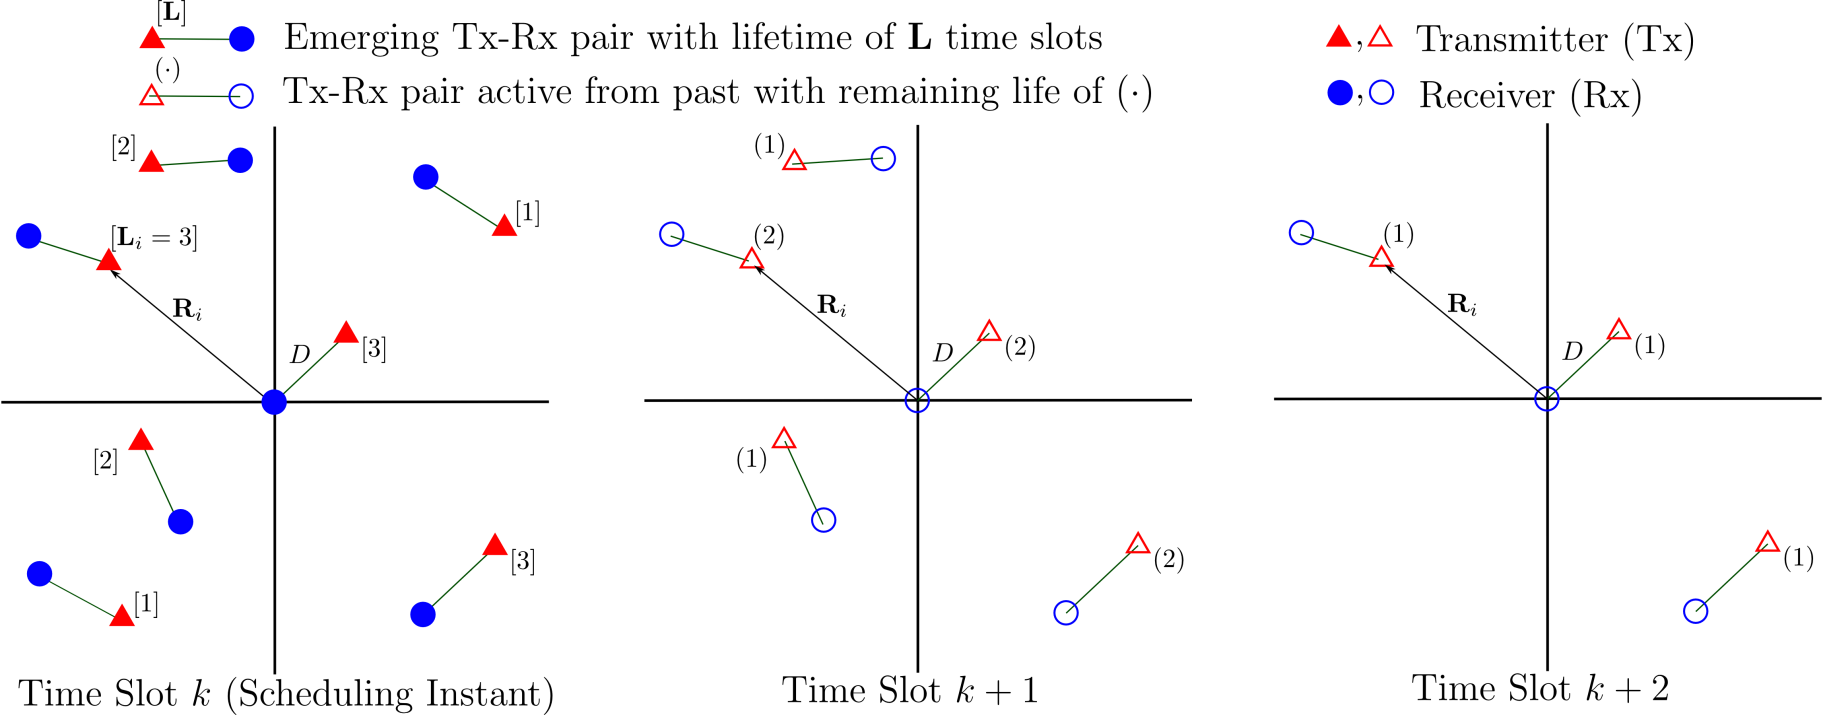 [L]
Emerging Tx-Rx pair with lifetime of L time slots
(·)
Tx-Rx pair active from past with remaining life of (·)
, Transmitter (Tx)
, Receiver (Rx)
[2]
[1]
[L_i = 3]
R_i
D
[3]
[2]
[3]
[1]
Time Slot k (Scheduling Instant)
(1)
(2)
R_i
D
(2)
(1)
(2)
Time Slot k + 1
(1)
R_i
D
(1)
(1)
Time Slot k + 2